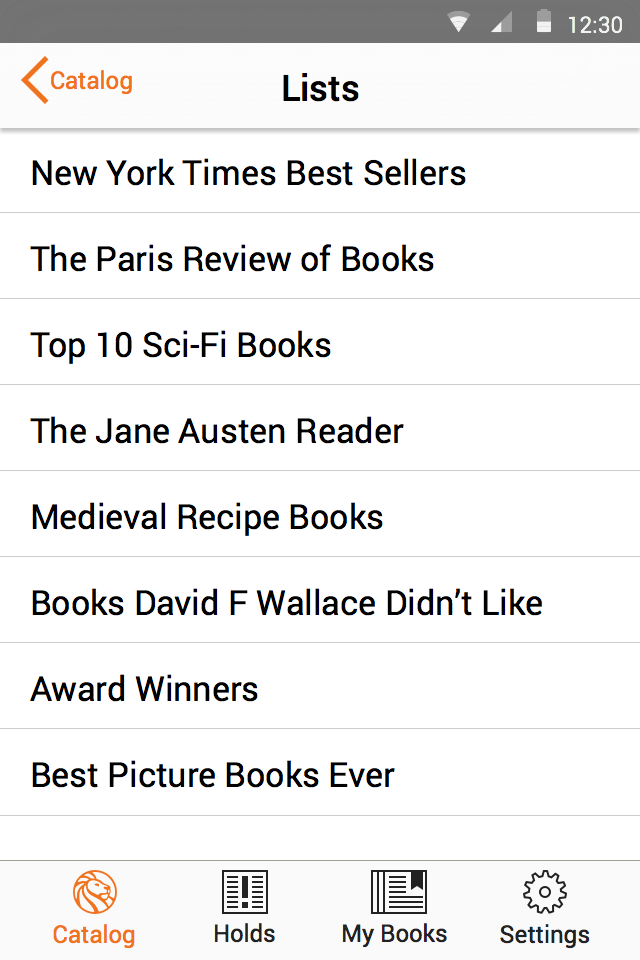 12:30
Catalog
Lists
New York Times Best Sellers
The Paris Review of Books
Top 10 Sci-Fi Books
The Jane Austen Reader
Medieval Recipe Books
Books David F Wallace Didn’t Like
Award Winners
Best Picture Books Ever
Catalog
Holds
My Books
Settings